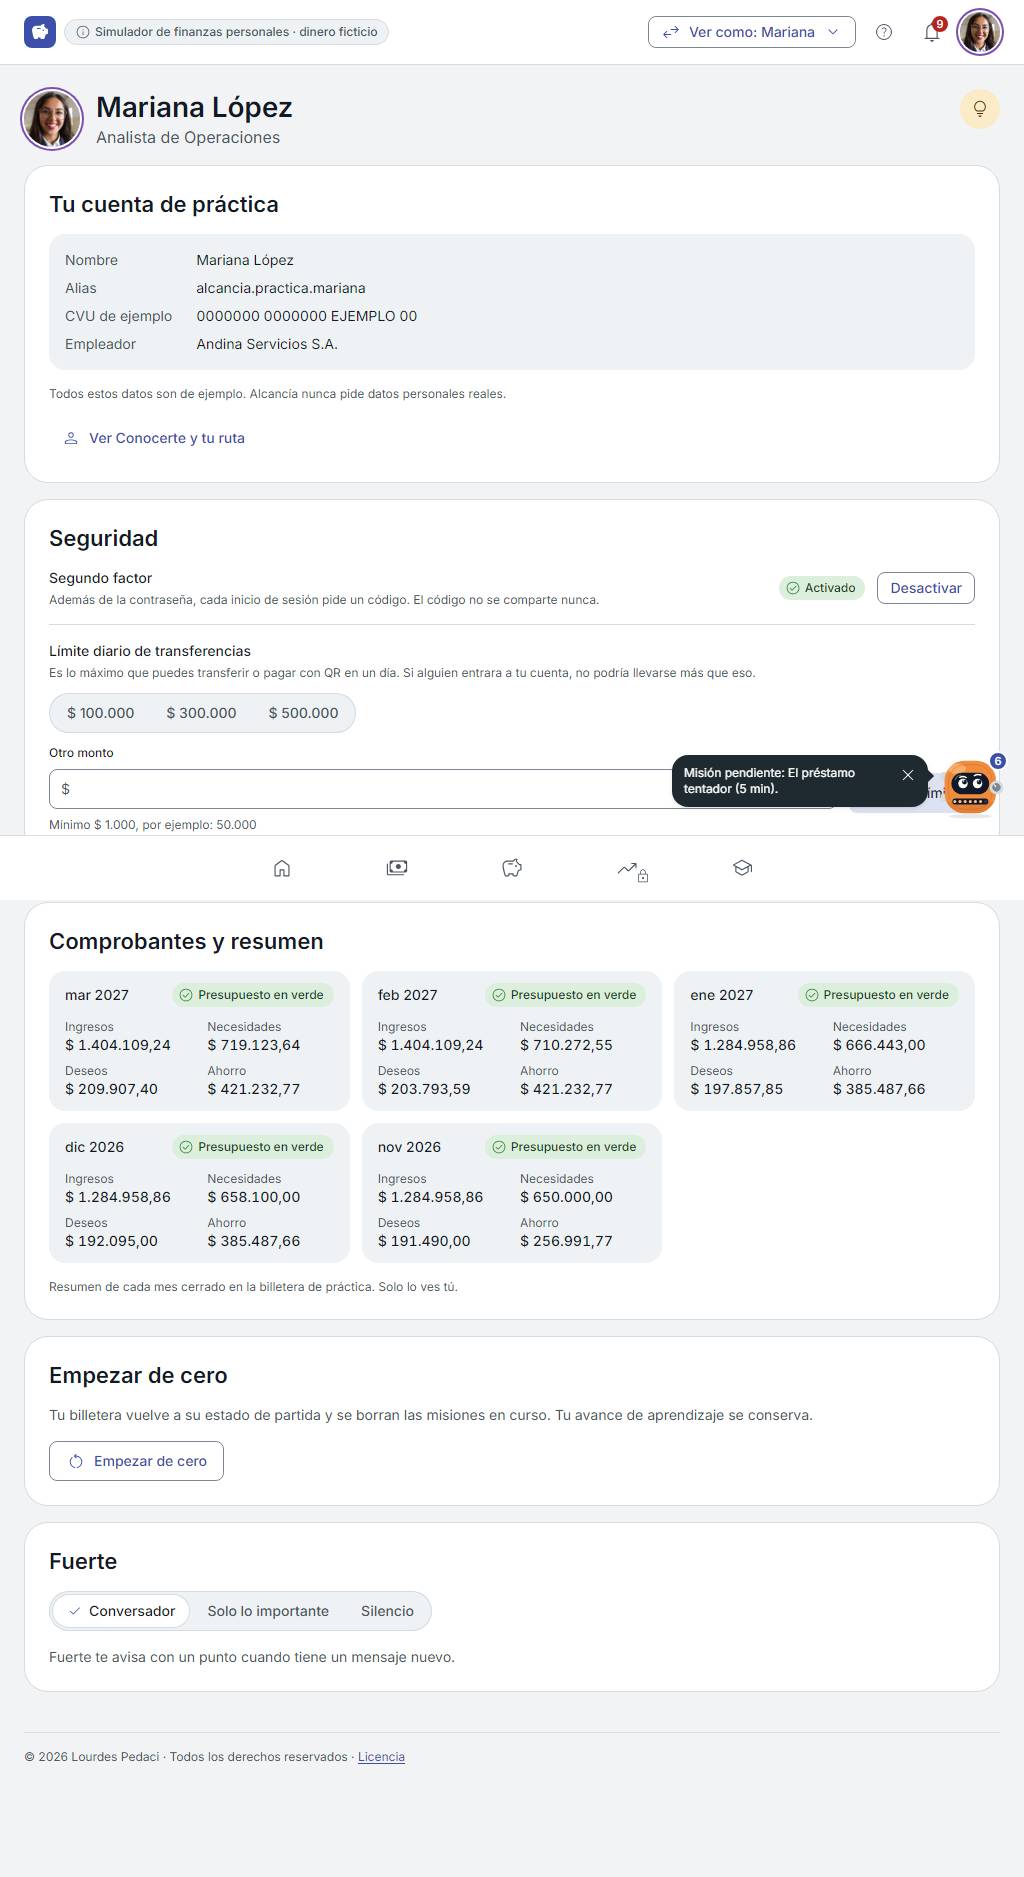 Simulador de finanzas personales · dinero ficticio
Ver como: Mariana
9
Mariana López
Analista de Operaciones
Tu cuenta de práctica
Nombre Mariana López
Alias alcancia.practica.mariana
CVU de ejemplo 0000000 0000000 EJEMPLO 00
Empleador Andina Servicios S.A.
Todos estos datos son de ejemplo. Alcancía nunca pide datos personales reales.
Ver Conocerte y tu ruta
Seguridad
Segundo factor
Además de la contraseña, cada inicio de sesión pide un código. El código no se comparte nunca.
Activado
Desactivar
Límite diario de transferencias
Es lo máximo que puedes transferir o pagar con QR en un día. Si alguien entrara a tu cuenta, no podría llevarse más que eso.
$ 100.000 $ 300.000 $ 500.000
Otro monto
$
Misión pendiente: El préstamo
tentador (5 min).
6
Mínimo $ 1.000, por ejemplo: 50.000
Comprobantes y resumen
mar 2027 Presupuesto en verde
Ingresos Necesidades
$ 1.404.109,24 $ 719.123,64
Deseos Ahorro
$ 209.907,40 $ 421.232,77
feb 2027 Presupuesto en verde
Ingresos Necesidades
$ 1.404.109,24 $ 710.272,55
Deseos Ahorro
$ 203.793,59 $ 421.232,77
ene 2027 Presupuesto en verde
Ingresos Necesidades
$ 1.284.958,86 $ 666.443,00
Deseos Ahorro
$ 197.857,85 $ 385.487,66
dic 2026 Presupuesto en verde
Ingresos Necesidades
$ 1.284.958,86 $ 658.100,00
Deseos Ahorro
$ 192.095,00 $ 385.487,66
nov 2026 Presupuesto en verde
Ingresos Necesidades
$ 1.284.958,86 $ 650.000,00
Deseos Ahorro
$ 191.490,00 $ 256.991,77
Resumen de cada mes cerrado en la billetera de práctica. Solo lo ves tú.
Empezar de cero
Tu billetera vuelve a su estado de partida y se borran las misiones en curso. Tu avance de aprendizaje se conserva.
Empezar de cero
Fuerte
Conversador Solo lo importante Silencio
Fuerte te avisa con un punto cuando tiene un mensaje nuevo.
© 2026 Lourdes Pedaci · Todos los derechos reservados · Licencia